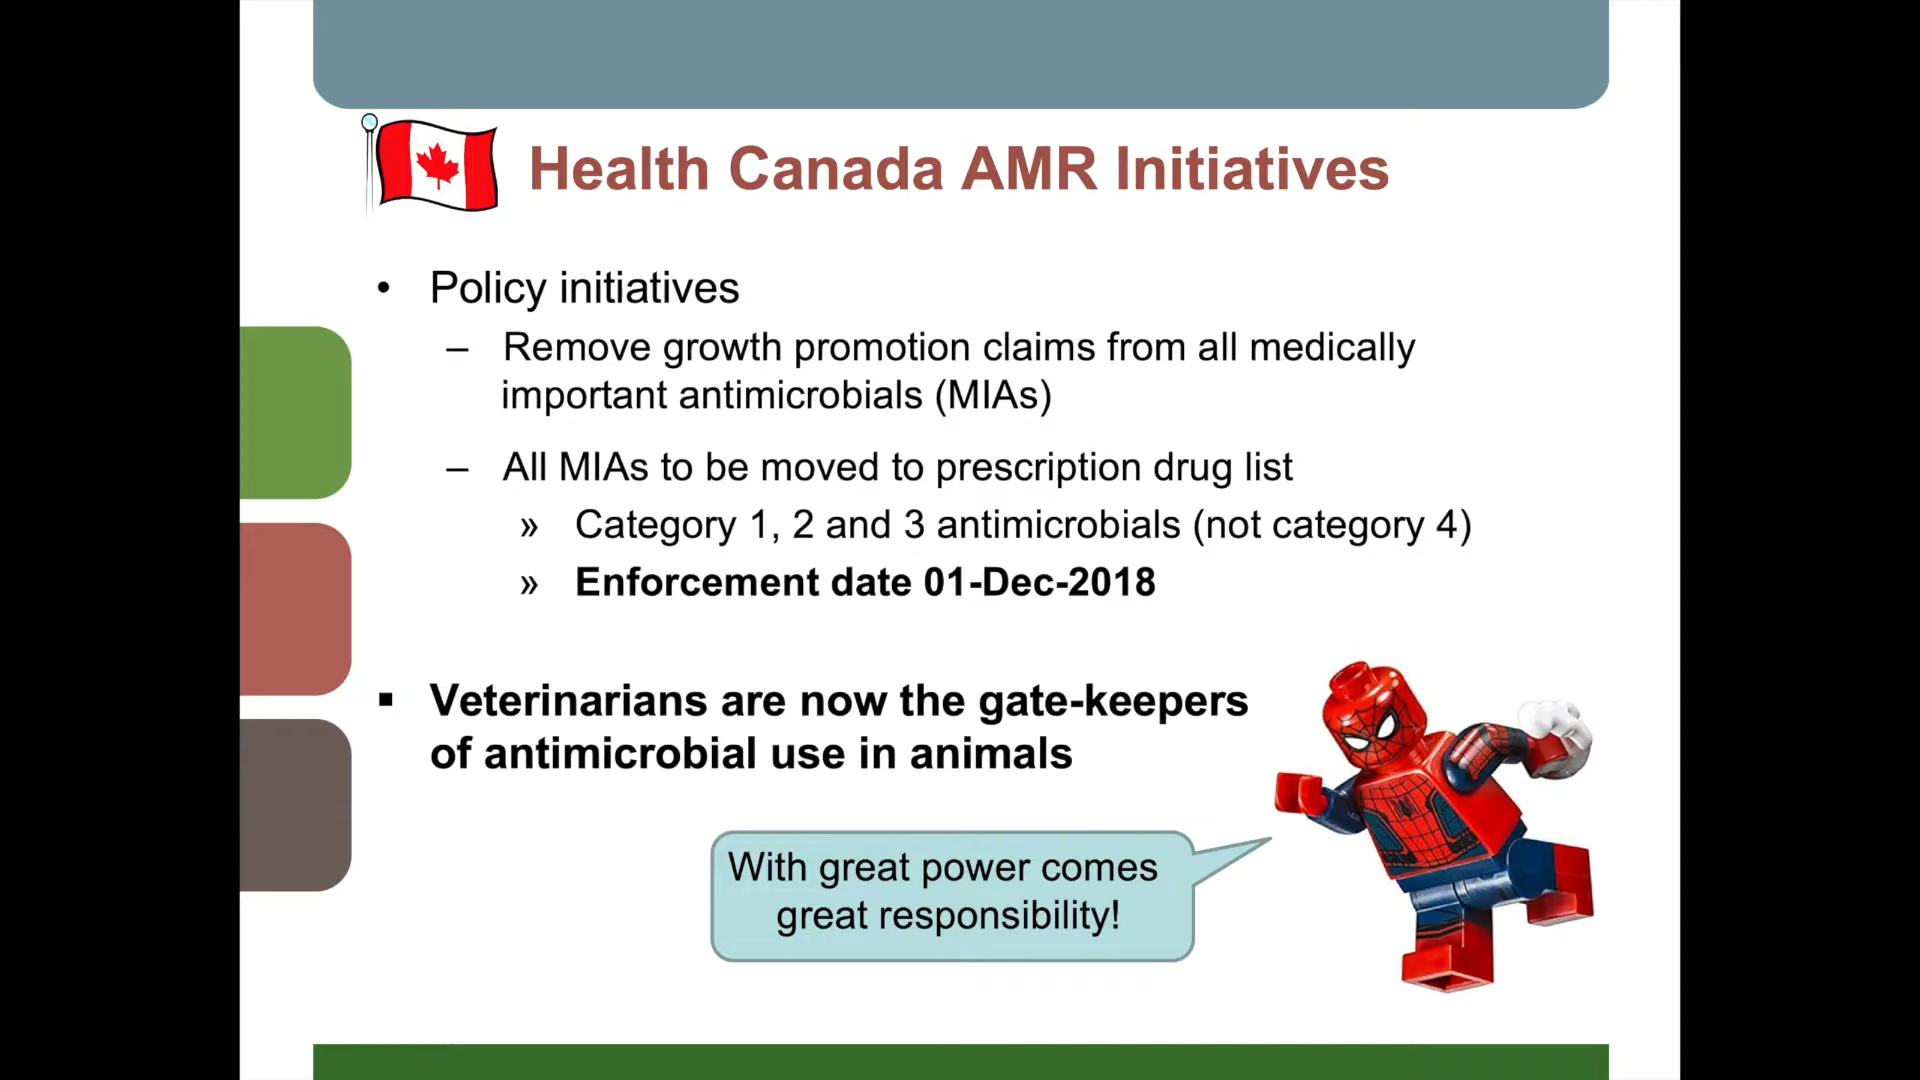 Health Canada AMR Initiatives
• Policy initiatives
– Remove growth promotion claims from all medically
important antimicrobials (MIAs)
– All MIAs to be moved to prescription drug list
» Category 1, 2 and 3 antimicrobials (not category 4)
» Enforcement date 01-Dec-2018
▪ Veterinarians are now the gate-keepers
of antimicrobial use in animals
With great power comes
great responsibility!